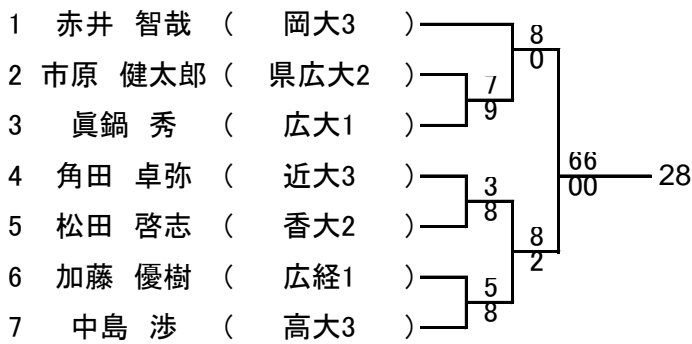 1 赤井 智哉 ( 岡大3 )
8
0
2 市原 健太郎 ( 県広大2 )
7
9
3 眞鍋 秀 ( 広大1 )
66
00
28
4 角田 卓弥 ( 近大3 )
3
8
5 松田 啓志 ( 香大2 )
8
2
6 加藤 優樹 ( 広経1 )
5
8
7 中島 渉 ( 高大3 )